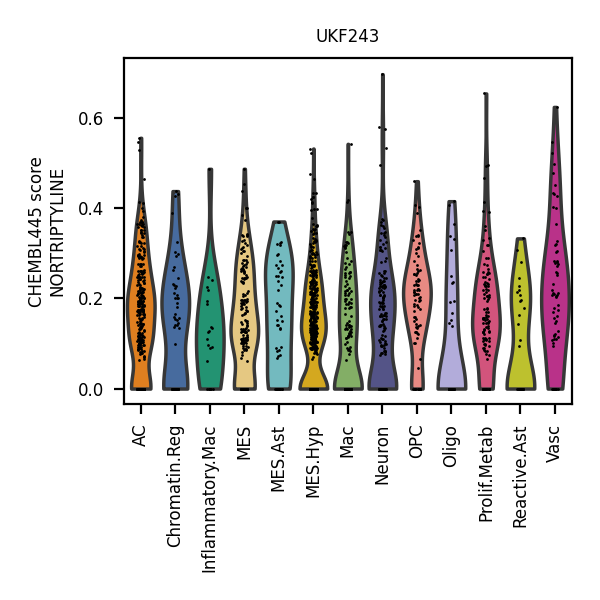 UKF243
CHEMBL445 score
NORTRIPTYLINE
0.6
0.4
0.2
0.0
AC
Chromatin.Reg
Inflammatory.Mac
MES
MES.Ast
MES.Hyp
Mac
Neuron
OPC
Oligo
Prolif.Metab
Reactive.Ast
Vasc